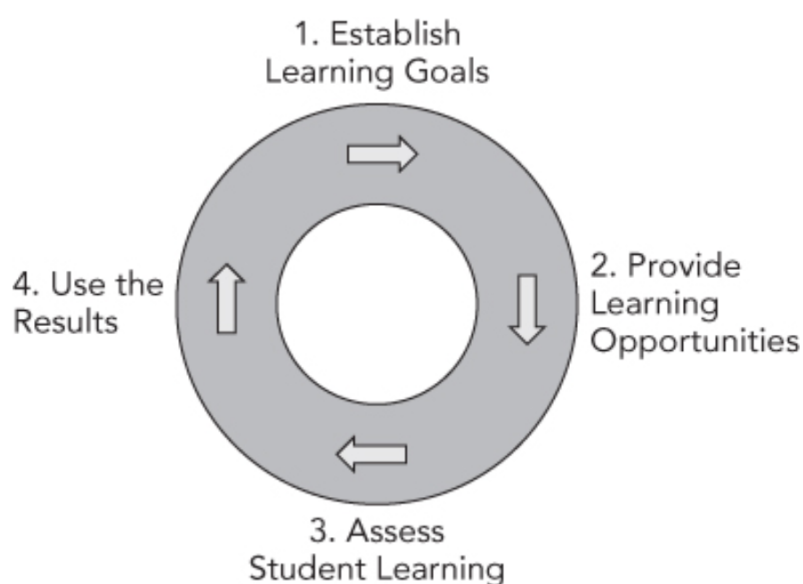 1. Establish
Learning Goals
2. Provide
Learning
Opportunities
3. Assess
Student Learning
4. Use the
Results